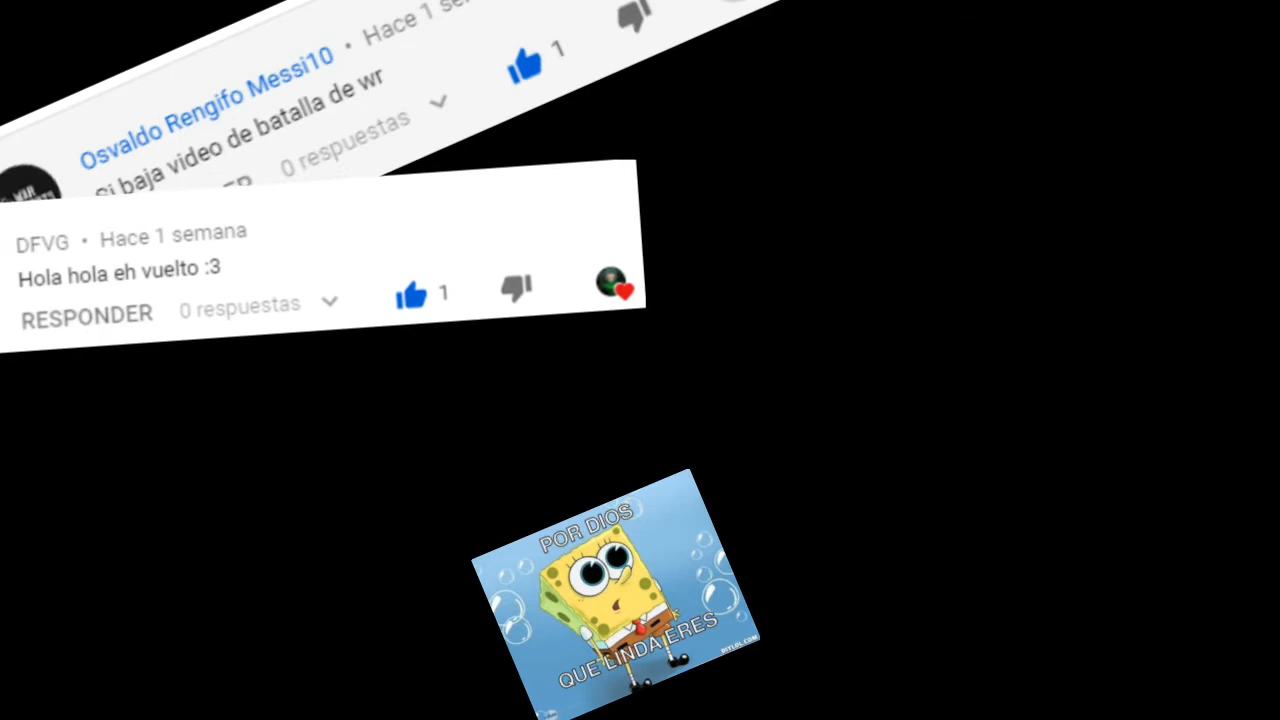 Osvaldo Rengifo Messi10 • Hace 1
Si baja video de batalla de wr
0 respuestas
1
DFVG • Hace 1 semana
Hola hola eh vuelto :3
RESPONDER 0 respuestas 1
POR DIOS
QUE LINDA ERES